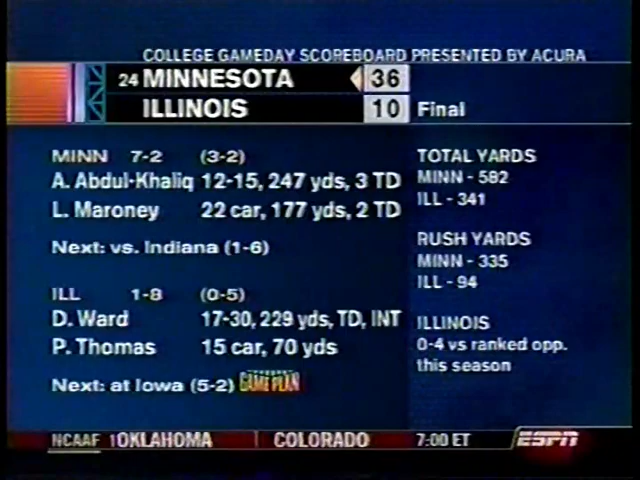 COLLEGE GAMEDAY SCOREBOARD PRESENTED BY ACURA
24 MINNESOTA 36
ILLINOIS 10 Final
MINN 7-2 (3-2)
A. Abdul-Khaliq 12-15, 247 yds, 3 TD
L. Maroney 22 car, 177 yds, 2 TD
Next: vs. Indiana (1-6)
ILL 1-8 (0-5)
D. Ward 17-30, 229 yds, TD, INT
P. Thomas 15 car, 70 yds
Next: at Iowa (5-2) GAME PLAN
TOTAL YARDS
MINN - 582
ILL - 341
RUSH YARDS
MINN - 335
ILL - 94
ILLINOIS
0-4 vs ranked opp.
this season
NCAAF 1OKLAHOMA COLORADO 7:00 ET ESPN